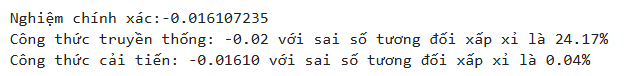 Nghiệm chính xác:-0.016107235
Công thức truyền thống: -0.02 với sai số tương đối xấp xỉ là 24.17%
Công thức cải tiến: -0.01610 với sai số tương đối xấp xỉ là 0.04%